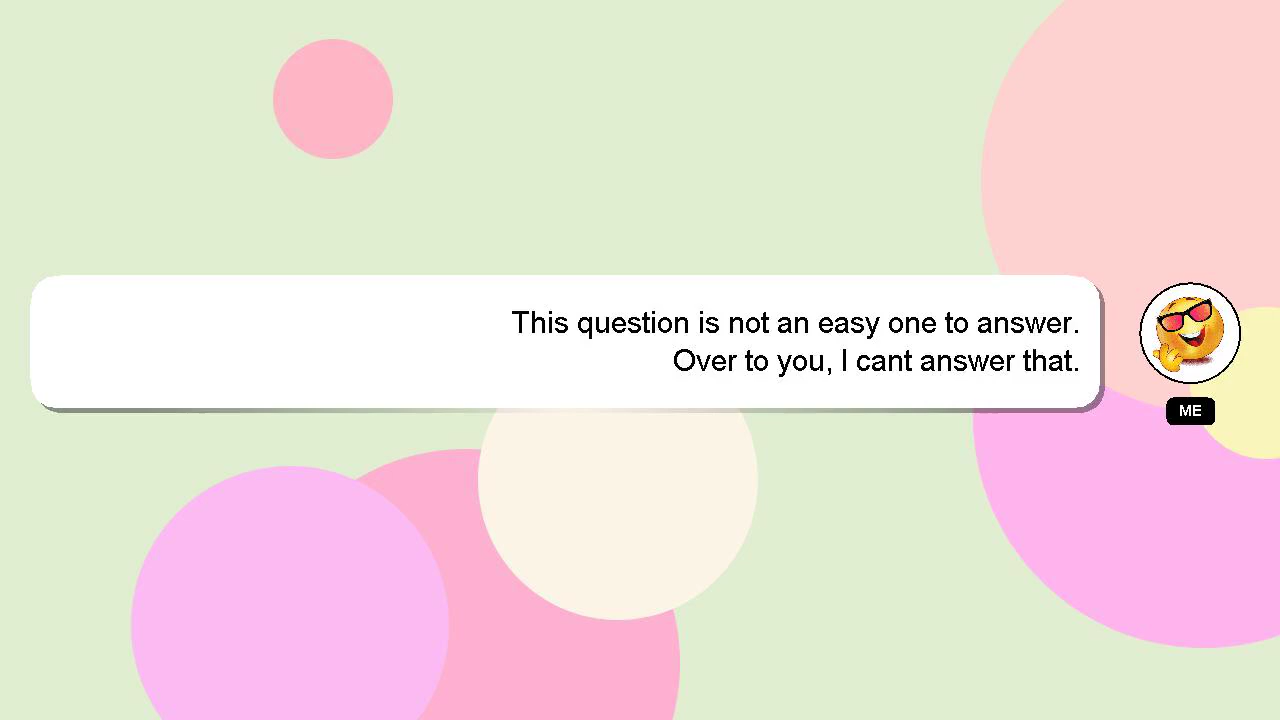 This question is not an easy one to answer.
Over to you, I cant answer that.
ME